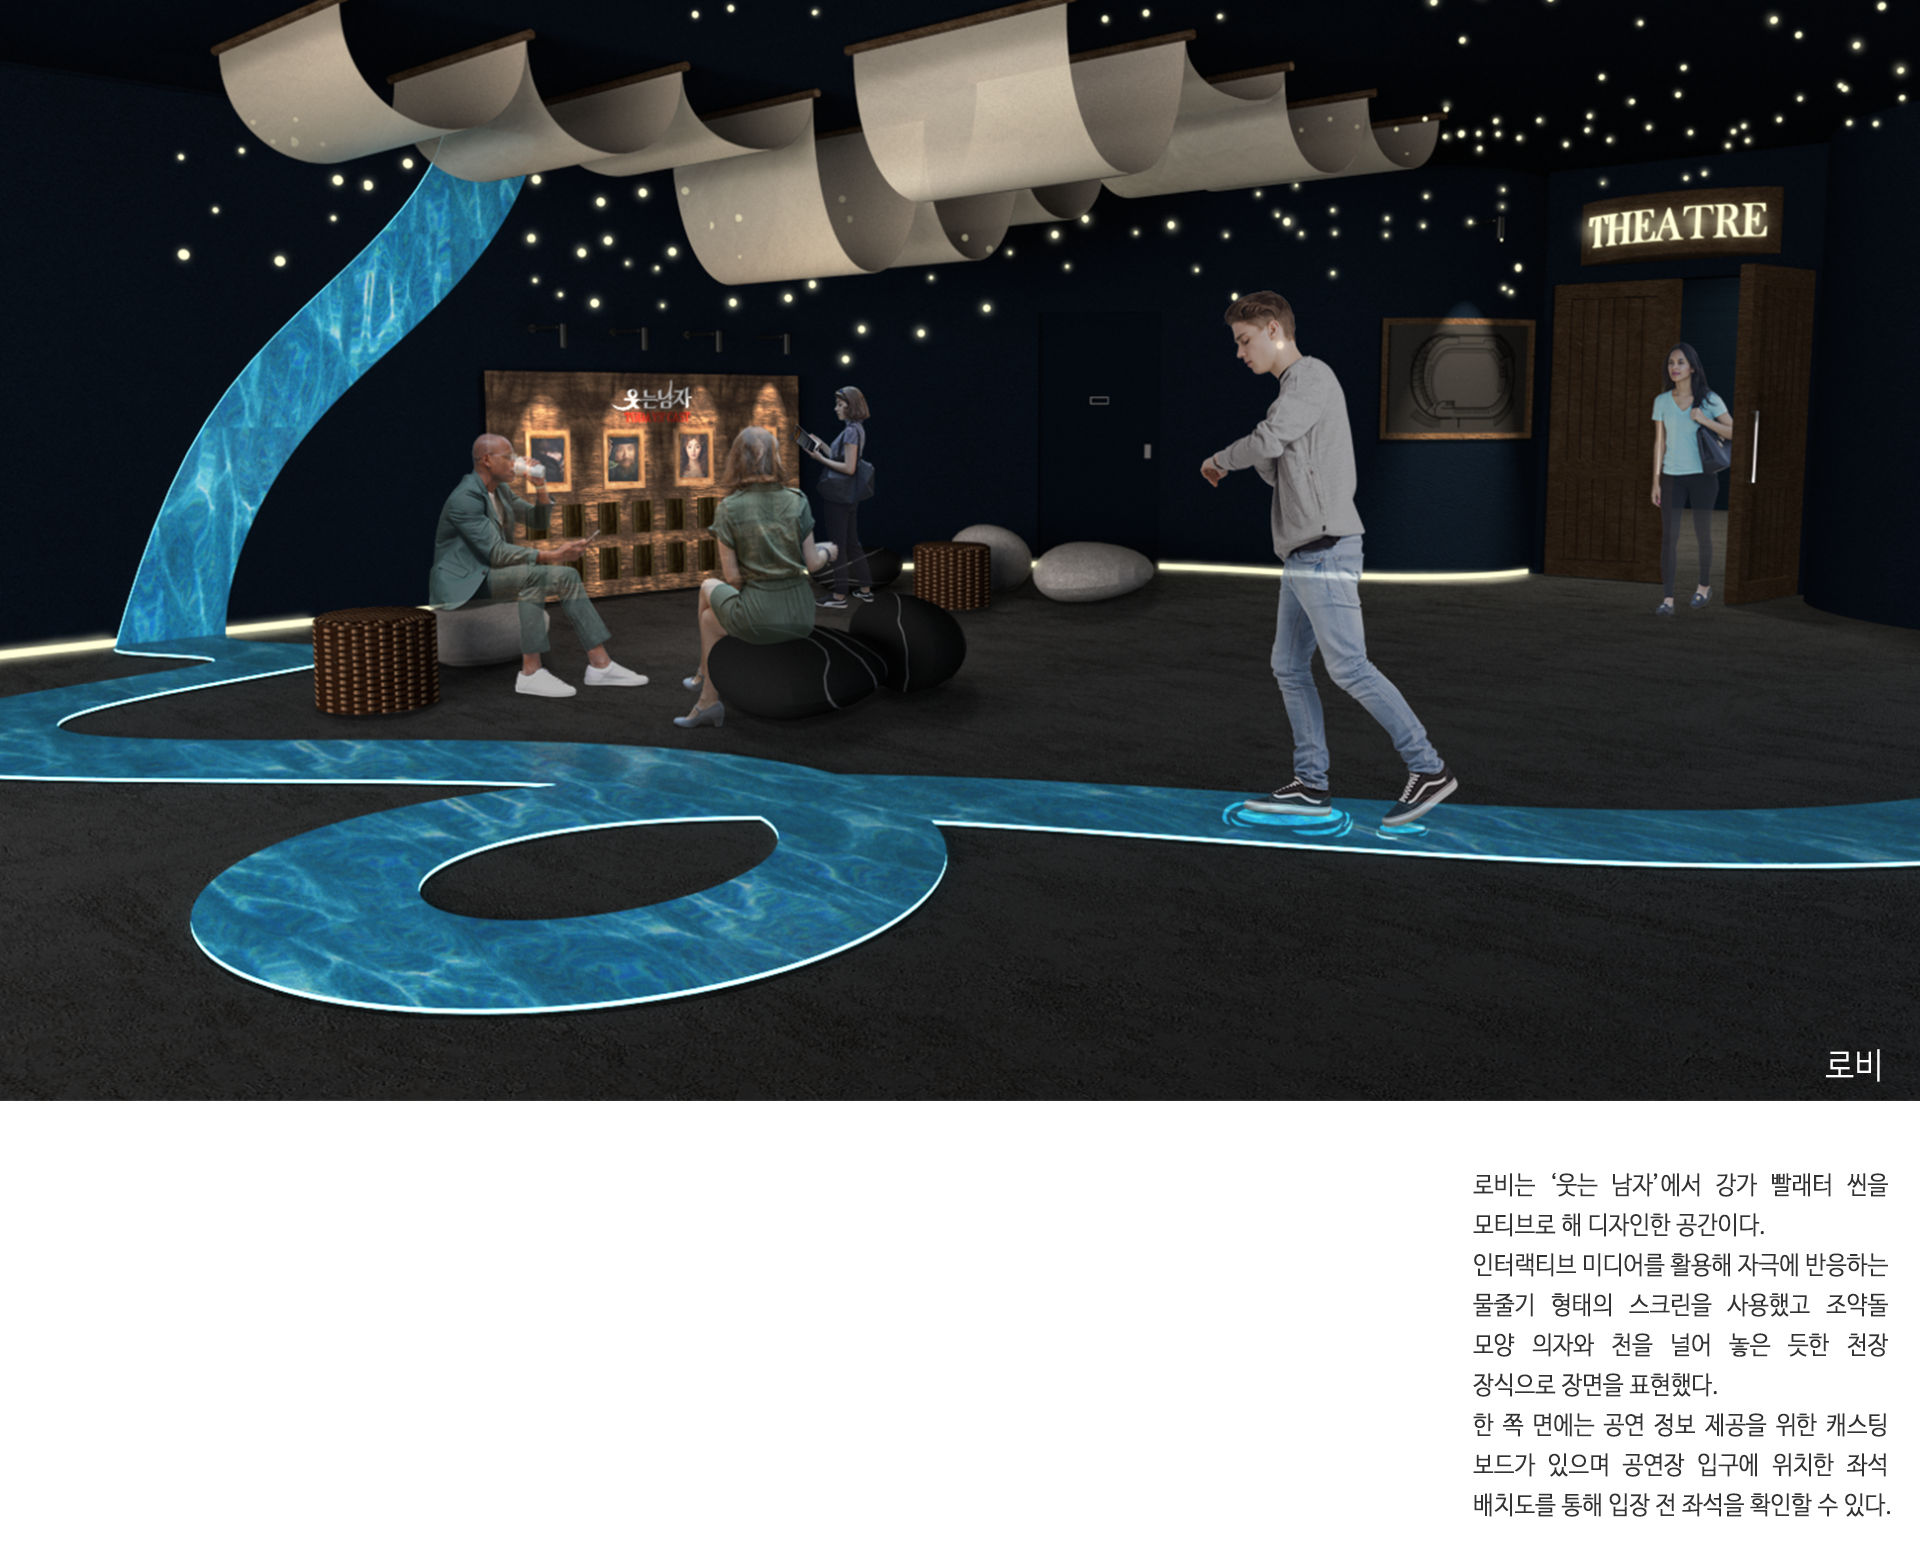 THEATRE
웃는남자
로비
로비는 ‘웃는 남자’에서 강가 빨래터 씬을
모티브로 해 디자인한 공간이다.
인터랙티브 미디어를 활용해 자극에 반응하는
물줄기 형태의 스크린을 사용했고 조약돌
모양 의자와 천을 널어 놓은 듯한 천장
장식으로 장면을 표현했다.
한 쪽 면에는 공연 정보 제공을 위한 캐스팅
보드가 있으며 공연장 입구에 위치한 좌석
배치도를 통해 입장 전 좌석을 확인할 수 있다.